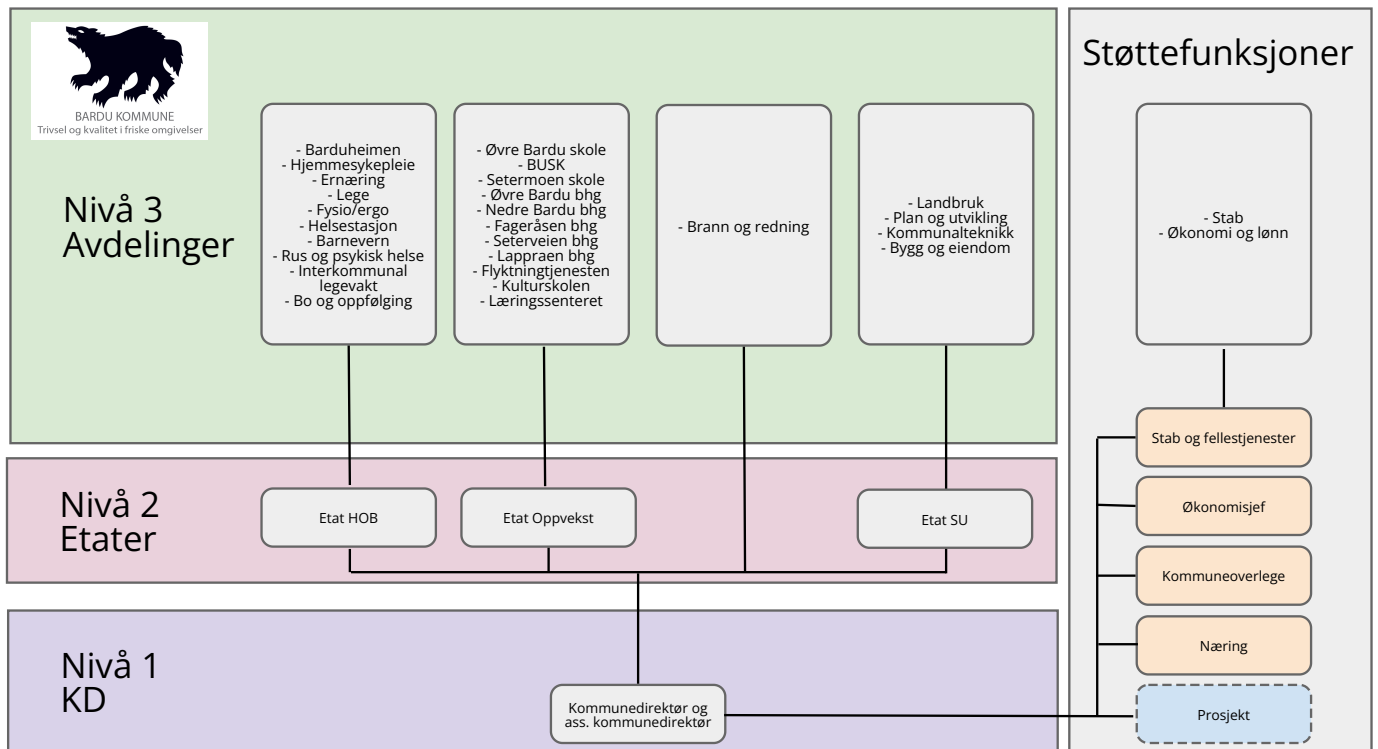 BARDU KOMMUNE
Trivsel og kvalitet i friske omgivelser
Støttefunksjoner
Nivå 3
Avdelinger
- Barduheimen
- Hjemmesykepleie
- Ernæring
- Lege
- Fysio/ergo
- Helsestasjon
- Barnevern
- Rus og psykisk helse
- Interkommunal
legevakt
- Bo og oppfølging
- Øvre Bardu skole
- BUSK
- Setermoen skole
- Øvre Bardu bhg
- Nedre Bardu bhg
- Fageråsen bhg
- Seterveien bhg
- Lappraen bhg
- Flyktningtjenesten
- Kulturskolen
- Læringssenteret
- Brann og redning
- Landbruk
- Plan og utvikling
- Kommunalteknikk
- Bygg og eiendom
- Stab
- Økonomi og lønn
Nivå 2
Etater
Etat HOB
Etat Oppvekst
Etat SU
Stab og fellestjenester
Økonomisjef
Kommuneoverlege
Næring
Prosjekt
Nivå 1
KD
Kommunedirektør og
ass. kommunedirektør